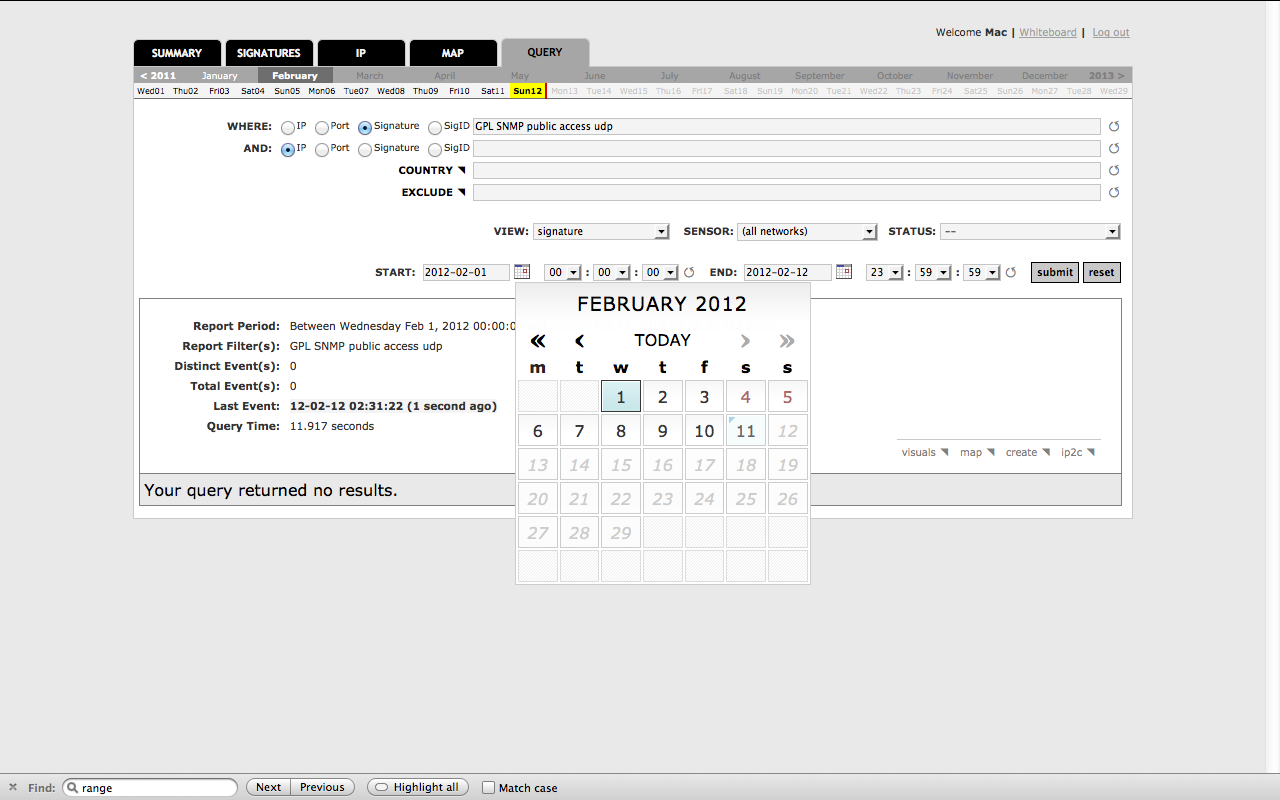 Welcome Mac | Whiteboard | Log out
SUMMARY SIGNATURES IP MAP QUERY
< 2011 January February March April May June July August September October November December 2013 >
Wed01 Thu02 Fri03 Sat04 Sun05 Mon06 Tue07 Wed08 Thu09 Fri10 Sat11 Sun12 Mon13 Tue14 Wed15 Thu16 Fri17 Sat18 Sun19 Mon20 Tue21 Wed22 Thu23 Fri24 Sat25 Sun26 Mon27 Tue28 Wed29
WHERE: IP Port Signature SigID GPL SNMP public access udp
AND: IP Port Signature SigID
COUNTRY
EXCLUDE
VIEW: signature SENSOR: (all networks) STATUS: --
START: 2012-02-01 00 : 00 : 00 END: 2012-02-12 23 : 59 : 59 submit reset
FEBRUARY 2012
« ‹ TODAY › »
m t w t f s s
1 2 3 4 5
6 7 8 9 10 11 12
13 14 15 16 17 18 19
20 21 22 23 24 25 26
27 28 29
Report Period: Between Wednesday Feb 1, 2012 00:00:0
Report Filter(s): GPL SNMP public access udp
Distinct Event(s): 0
Total Event(s): 0
Last Event: 12-02-12 02:31:22 (1 second ago)
Query Time: 11.917 seconds
visuals map create ip2c
Your query returned no results.
× Find: range Next Previous Highlight all Match case